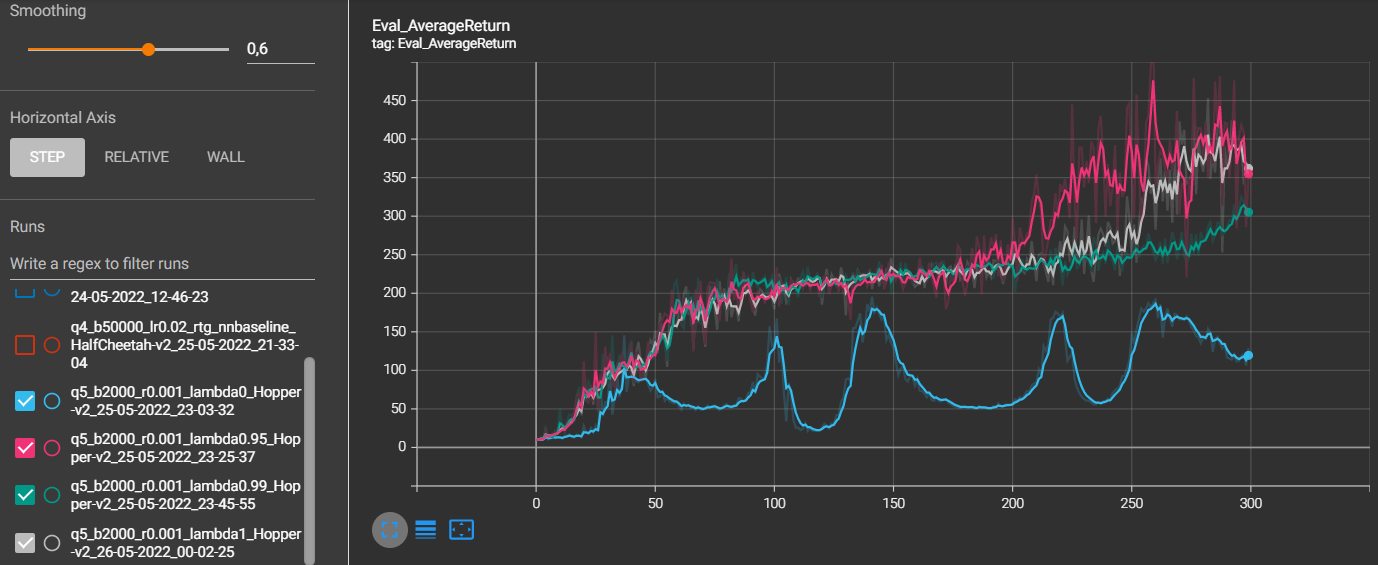 Smoothing
0,6
Horizontal Axis
STEP RELATIVE WALL
Runs
Write a regex to filter runs
24-05-2022_12-46-23
q4_b50000_lr0.02_rtg_nnbaseline_
HalfCheetah-v2_25-05-2022_21-33-
04
q5_b2000_r0.001_lambda0_Hopper
-v2_25-05-2022_23-03-32
q5_b2000_r0.001_lambda0.95_Hop
per-v2_25-05-2022_23-25-37
q5_b2000_r0.001_lambda0.99_Hop
per-v2_25-05-2022_23-45-55
q5_b2000_r0.001_lambda1_Hopper
-v2_26-05-2022_00-02-25
Eval_AverageReturn
tag: Eval_AverageReturn
450
400
350
300
250
200
150
100
50
0
0 50 100 150 200 250 300